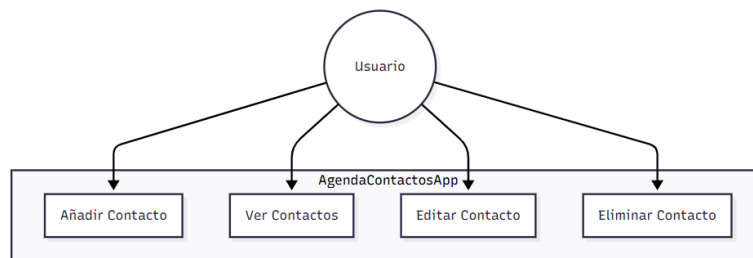 Usuario
AgendaContactosApp
Añadir Contacto
Ver Contactos
Editar Contacto
Eliminar Contacto